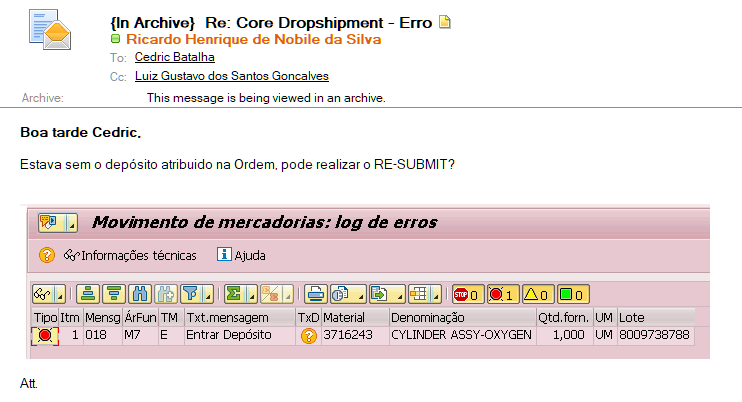 {In Archive} Re: Core Dropshipment - Erro
Ricardo Henrique de Nobile da Silva
To: Cedric Batalha
Cc: Luiz Gustavo dos Santos Goncalves
Archive: This message is being viewed in an archive.
Boa tarde Cedric,
Estava sem o depósito atribuido na Ordem, pode realizar o RE-SUBMIT?
Movimento de mercadorias: log de erros
Informações técnicas Ajuda
STOP 0 1 0 0
Tipo Itm Mensg ÁrFun TM Txt.mensagem TxD Material Denominação Qtd.forn. UM Lote
1 018 M7 E Entrar Depósito 3716243 CYLINDER ASSY-OXYGEN 1,000 UM 8009738788
Att.